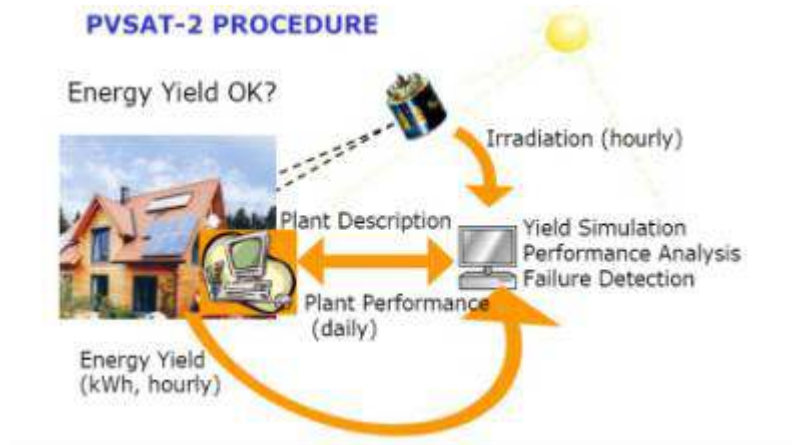 PVSAT-2 PROCEDURE
Energy Yield OK?
Irradiation (hourly)
Plant Description
Yield Simulation
Performance Analysis
Failure Detection
Plant Performance
(daily)
Energy Yield
(kWh, hourly)